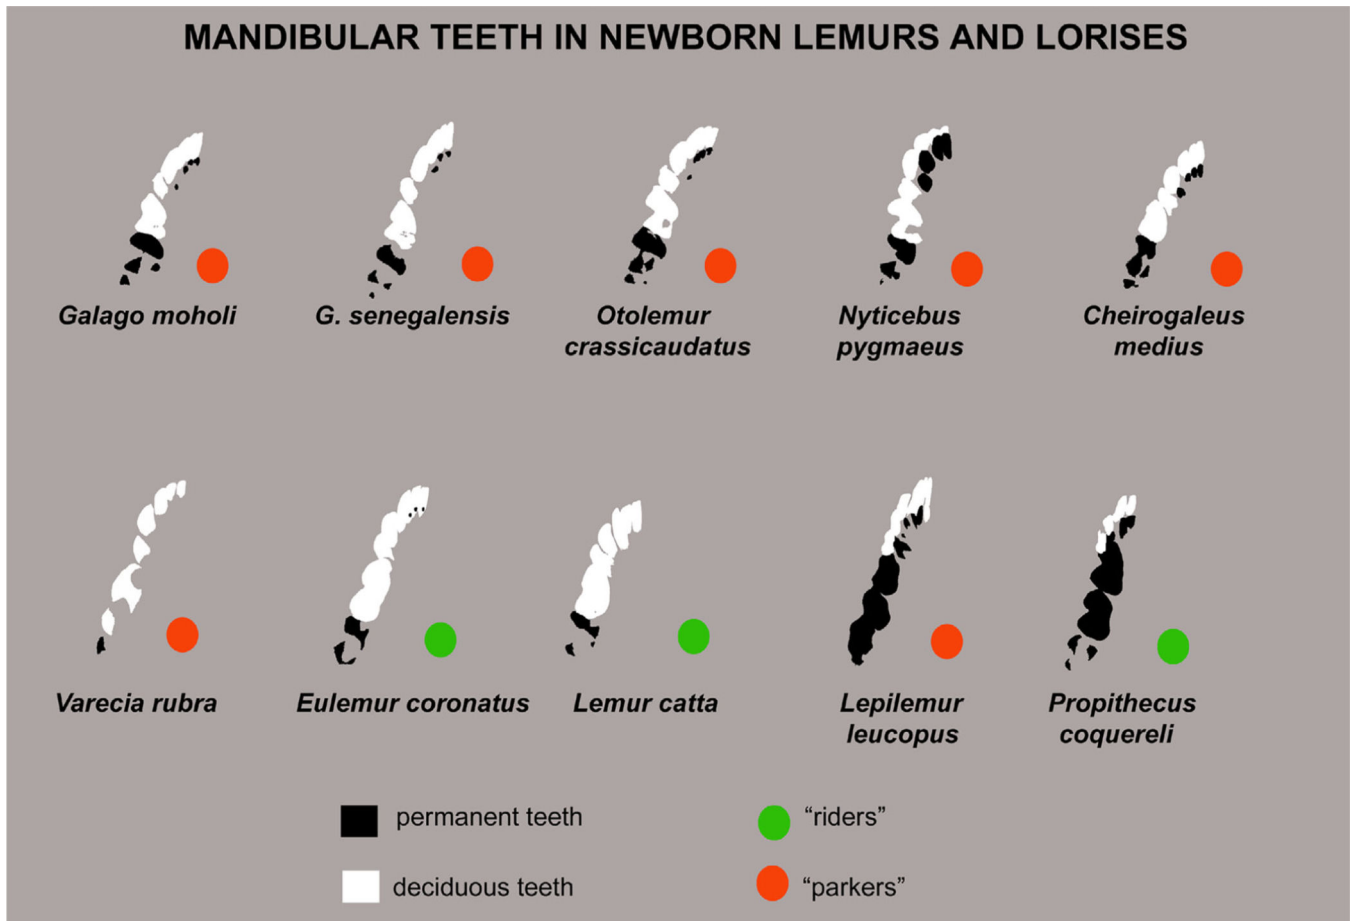 MANDIBULAR TEETH IN NEWBORN LEMURS AND LORISES
Galago moholi
G. senegalensis
Otolemur
crassicaudatus
Nyticebus
pygmaeus
Cheirogaleus
medius
Varecia rubra
Eulemur coronatus
Lemur catta
Lepilemur
leucopus
Propithecus
coquereli
permanent teeth
“riders”
deciduous teeth
“parkers”